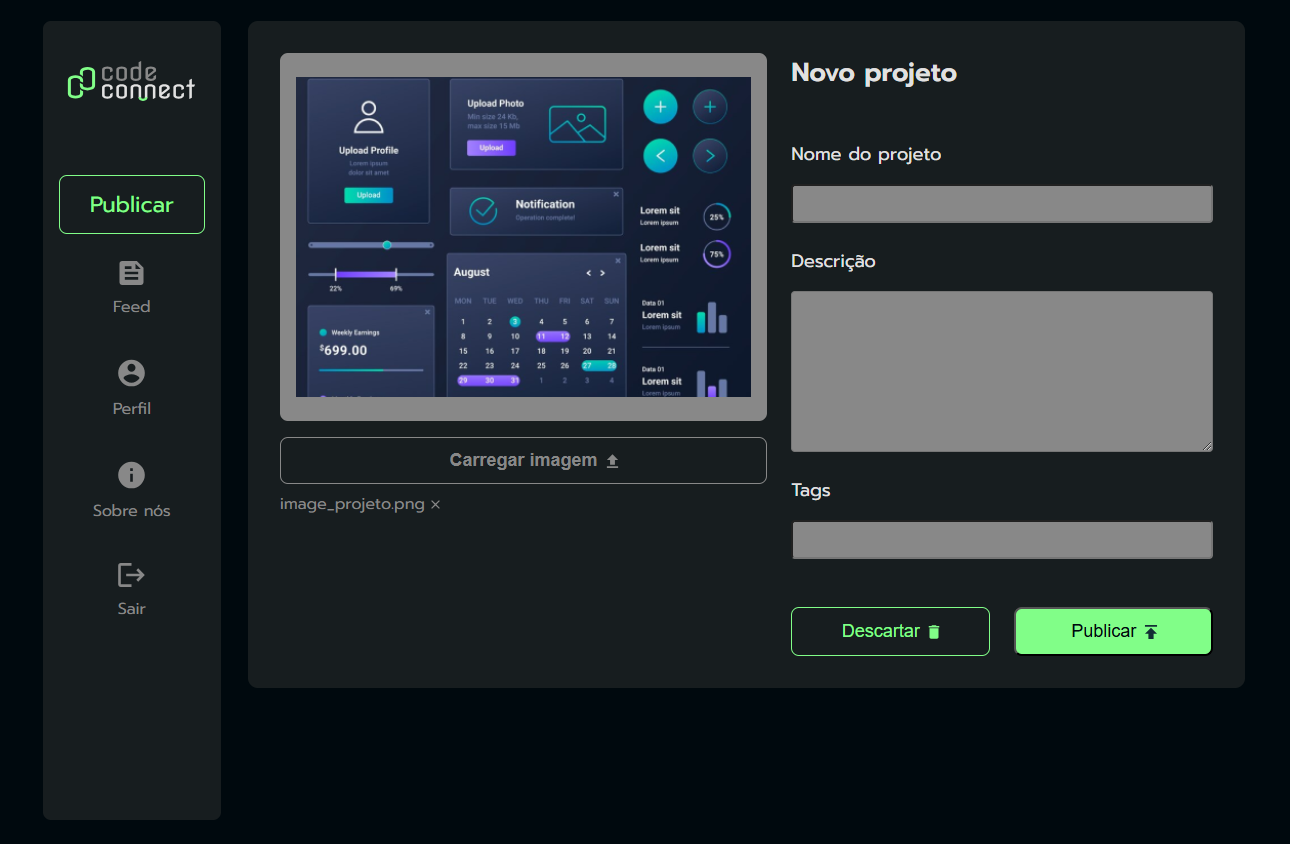 code
connect
Publicar
Feed
Perfil
Sobre nós
Sair
Upload Profile
Lorem ipsum
dolor sit amet
Upload
Upload Photo
Min size 24 Kb,
max size 15 Mb
Upload
Notification
Operation complete!
Lorem sit
Lorem ipsum
25%
Lorem sit
Lorem ipsum
75%
22% 69%
Weekly Earnings
$699.00
August
< >
MON TUE WED THU FRI SAT SUN
1 2 3 4 5 6 7
8 9 10 11 12 13 14
15 16 17 18 19 20 21
22 23 24 25 26 27 28
29 30 31 1 2 3 4
Data 01
Lorem sit
Lorem ipsum
Data 01
Lorem sit
Lorem ipsum
Carregar imagem
image_projeto.png ×
Novo projeto
Nome do projeto
Descrição
Tags
Descartar
Publicar